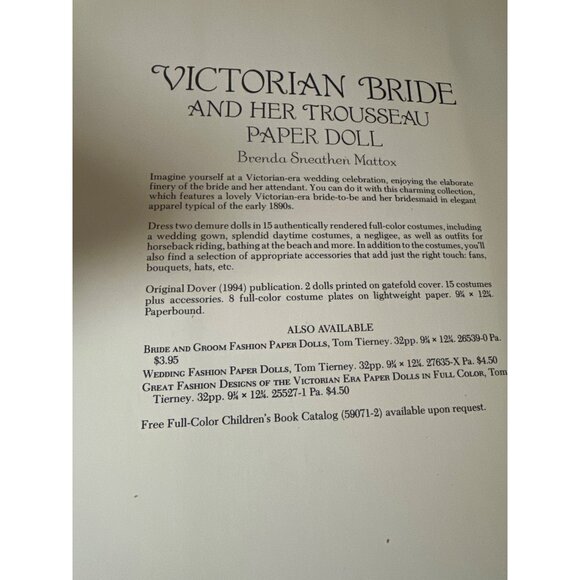 VICTORIAN BRIDE
AND HER TROUSSEAU
PAPER DOLL
Brenda Sneathen Mattox
Imagine yourself at a Victorian-era wedding celebration, enjoying the elaborate
finery of the bride and her attendant. You can do it with this charming collection,
which features a lovely Victorian-era bride-to-be and her bridesmaid in elegant
apparel typical of the early 1890s.
Dress two demure dolls in 15 authentically rendered full-color costumes, including
a wedding gown, splendid daytime costumes, a negligee, as well as outfits for
horseback riding, bathing at the beach and more. In addition to the costumes, you'll
also find a selection of appropriate accessories that add just the right touch: fans,
bouquets, hats, etc.
Original Dover (1994) publication. 2 dolls printed on gatefold cover. 15 costumes
plus accessories. 8 full-color costume plates on lightweight paper. 9¼ × 12¼.
Paperbound.
ALSO AVAILABLE
BRIDE AND GROOM FASHION PAPER DOLLS, Tom Tierney. 32pp. 9¼ × 12¼. 26539-0 Pa.
$3.95
WEDDING FASHION PAPER DOLLS, Tom Tierney. 32pp. 9¼ × 12¼. 27635-X Pa. $4.50
GREAT FASHION DESIGNS OF THE VICTORIAN ERA PAPER DOLLS IN FULL COLOR, Tom
Tierney. 32pp. 9¼ × 12¼. 25527-1 Pa. $4.50
Free Full-Color Children's Book Catalog (59071-2) available upon request.